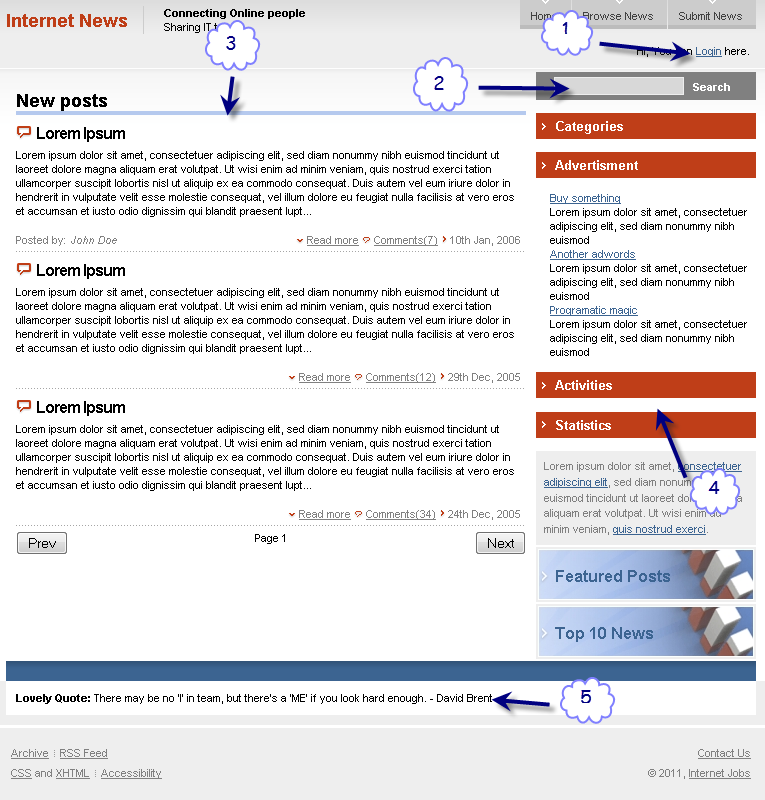 Internet News
Connecting Online people
Sharing IT
Browse News
Submit News
1
3
Login here.
2
Search
New posts
Categories
Lorem Ipsum
Lorem ipsum dolor sit amet, consectetuer adipiscing elit, sed diam nonummy nibh euismod tincidunt ut
laoreet dolore magna aliquam erat volutpat. Ut wisi enim ad minim veniam, quis nostrud exerci tation
ullamcorper suscipit lobortis nisl ut aliquip ex ea commodo consequat. Duis autem vel eum iriure dolor in
hendrerit in vulputate velit esse molestie consequat, vel illum dolore eu feugiat nulla facilisis at vero eros
et accumsan et iusto odio dignissim qui blandit praesent lupt...
Posted by: John Doe
Read more Comments(7) 10th Jan, 2006
Lorem Ipsum
Lorem ipsum dolor sit amet, consectetuer adipiscing elit, sed diam nonummy nibh euismod tincidunt ut
laoreet dolore magna aliquam erat volutpat. Ut wisi enim ad minim veniam, quis nostrud exerci tation
ullamcorper suscipit lobortis nisl ut aliquip ex ea commodo consequat. Duis autem vel eum iriure dolor in
hendrerit in vulputate velit esse molestie consequat, vel illum dolore eu feugiat nulla facilisis at vero eros
et accumsan et iusto odio dignissim qui blandit praesent lupt...
Read more Comments(12) 29th Dec, 2005
Lorem Ipsum
Lorem ipsum dolor sit amet, consectetuer adipiscing elit, sed diam nonummy nibh euismod tincidunt ut
laoreet dolore magna aliquam erat volutpat. Ut wisi enim ad minim veniam, quis nostrud exerci tation
ullamcorper suscipit lobortis nisl ut aliquip ex ea commodo consequat. Duis autem vel eum iriure dolor in
hendrerit in vulputate velit esse molestie consequat, vel illum dolore eu feugiat nulla facilisis at vero eros
et accumsan et iusto odio dignissim qui blandit praesent lupt...
Read more Comments(34) 24th Dec, 2005
Prev
Page 1
Next
Advertisment
Buy something
Lorem ipsum dolor sit amet, consectetuer
adipiscing elit, sed diam nonummy nibh
euismod
Another adwords
Lorem ipsum dolor sit amet, consectetuer
adipiscing elit, sed diam nonummy nibh
euismod
Programatic magic
Lorem ipsum dolor sit amet, consectetuer
adipiscing elit, sed diam nonummy nibh
euismod
Activities
Statistics
Lorem ipsum dolor sit amet, consectetuer
adipiscing elit, sed diam
4
euismod tincidunt ut laoreet
aliquam erat volutpat. Ut wisi enim ad
minim veniam, quis nostrud exerci.
Featured Posts
Top 10 News
5
Lovely Quote: There may be no 'I' in team, but there's a 'ME' if you look hard enough. - David Brent
Archive RSS Feed
CSS and XHTML Accessibility
Contact Us
© 2011, Internet Jobs